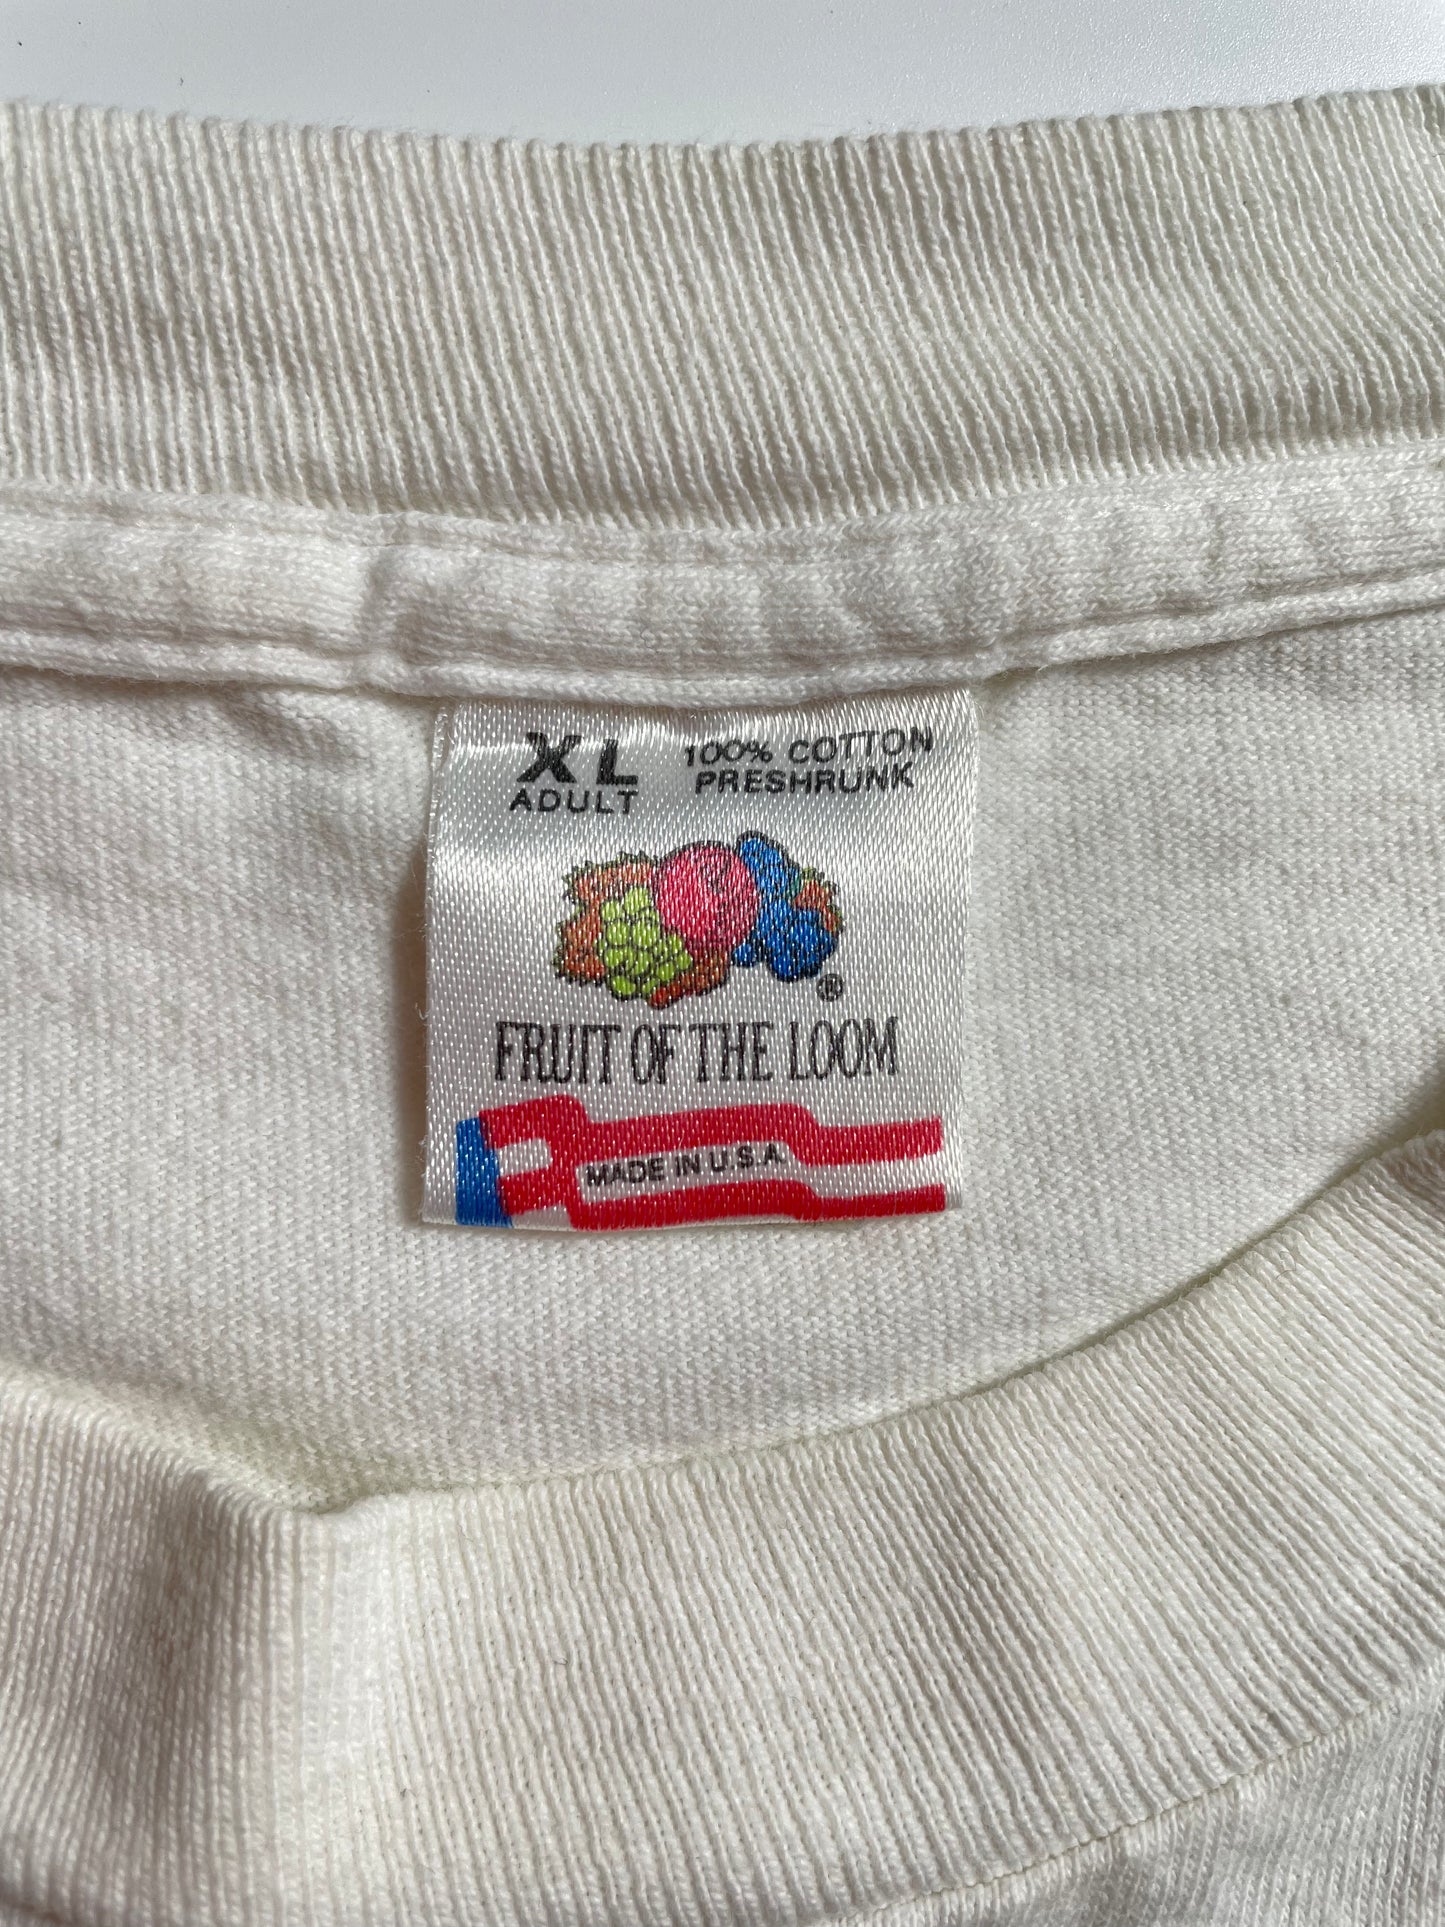 XL
ADULT
100% COTTON
PRESHRUNK
®
FRUIT OF THE LOOM
MADE IN U.S.A.